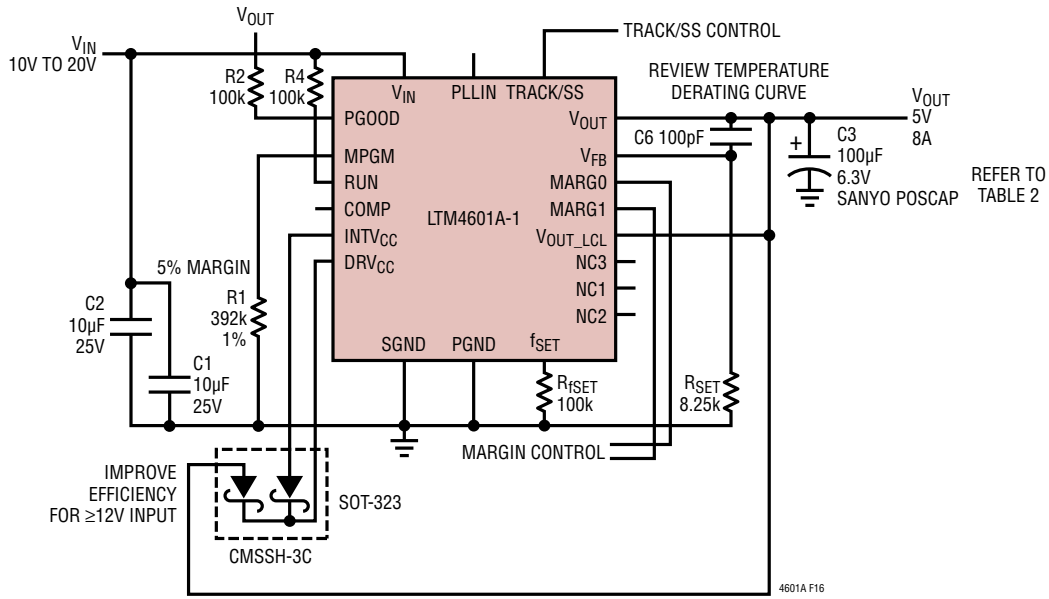 VOUT
VIN
10V TO 20V
R2
100k
R4
100k
TRACK/SS CONTROL
REVIEW TEMPERATURE
DERATING CURVE
VIN
PLLIN
TRACK/SS
PGOOD
MPGM
RUN
COMP
INTVCC
DRVCC
LTM4601A-1
VOUT
VFB
MARG0
MARG1
VOUT_LCL
NC3
NC1
NC2
SGND
PGND
fSET
C6 100pF
VOUT
5V
8A
+
C3
100µF
6.3V
SANYO POSCAP
REFER TO
TABLE 2
5% MARGIN
R1
392k
1%
C2
10µF
25V
C1
10µF
25V
RfSET
100k
RSET
8.25k
MARGIN CONTROL
IMPROVE
EFFICIENCY
FOR ≥12V INPUT
SOT-323
CMSSH-3C
4601A F16